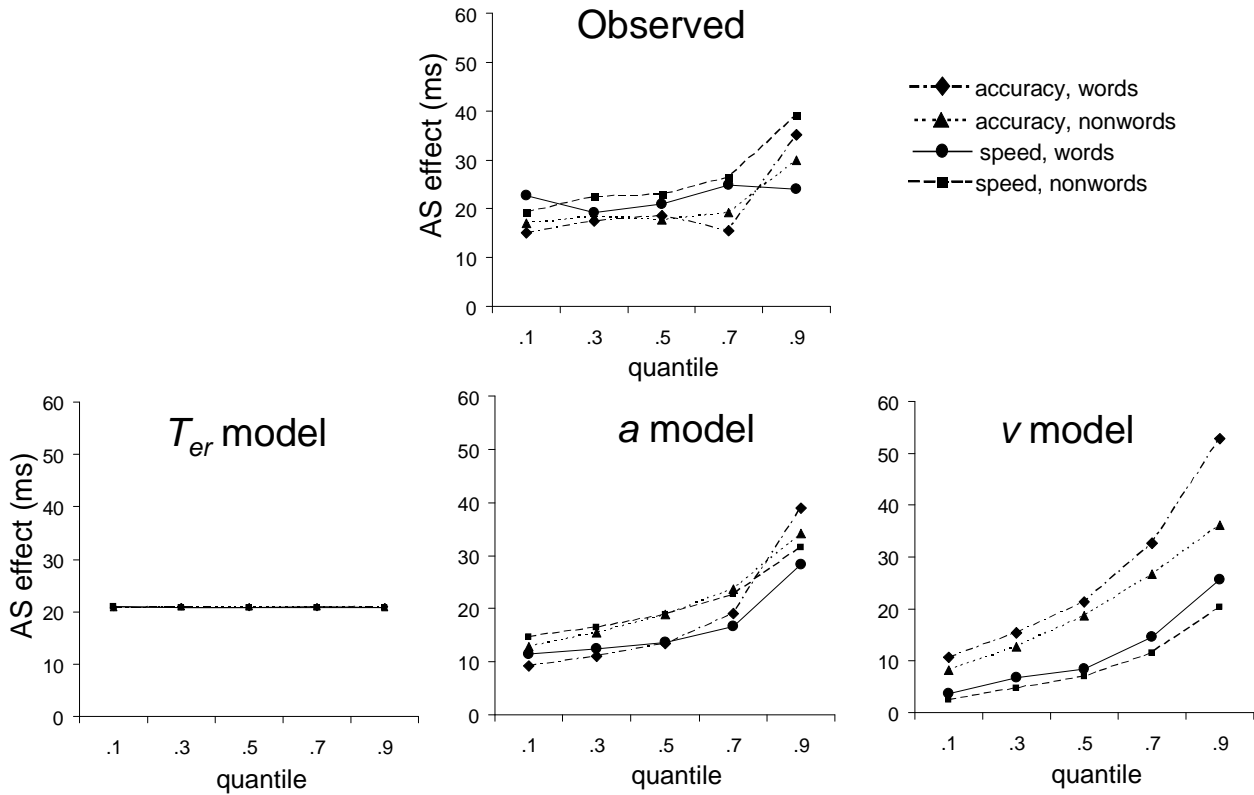 Observed
AS effect (ms)
60
50
40
30
20
10
0
.1 .3 .5 .7 .9
quantile
accuracy, words
accuracy, nonwords
speed, words
speed, nonwords
Ter model
AS effect (ms)
60
50
40
30
20
10
0
.1 .3 .5 .7 .9
quantile
a model
60
50
40
30
20
10
0
.1 .3 .5 .7 .9
quantile
v model
60
50
40
30
20
10
0
.1 .3 .5 .7 .9
quantile